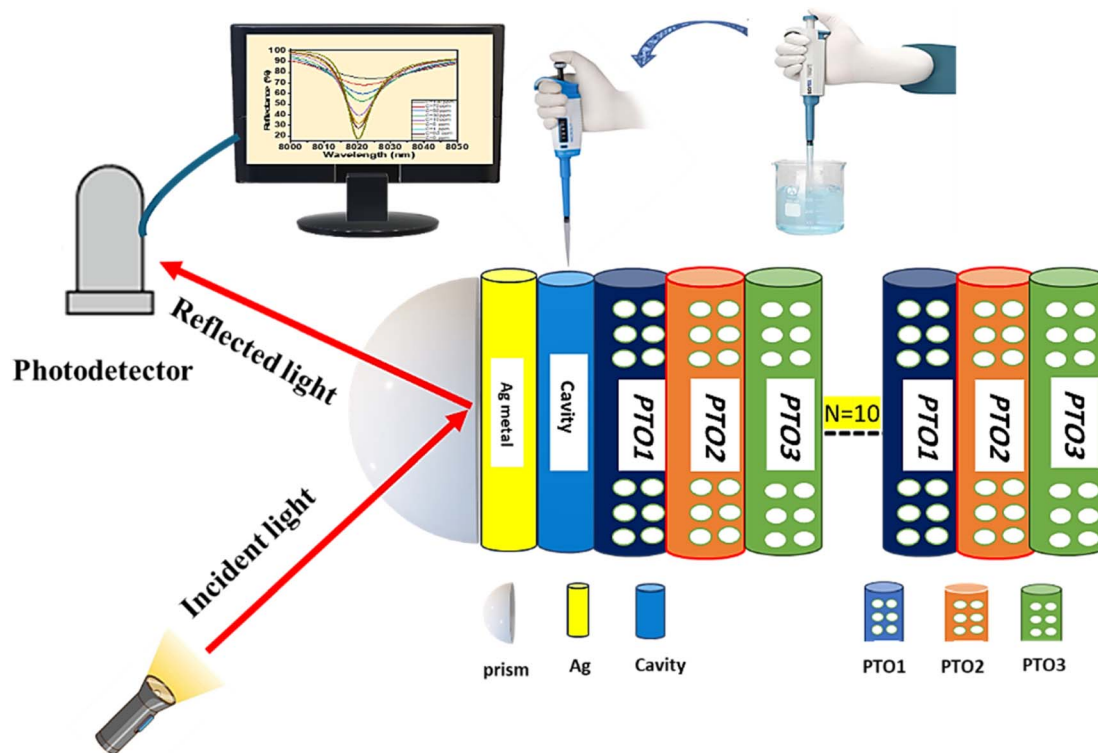 100
90
80
70
60
50
40
30
20
Reflectance (%)
8000 8010 8020 8030 8040 8050
Wavelength (nm)
Photodetector
Reflected light
Incident light
Ag metal
Cavity
PTO1
PTO2
PTO3
N=10
PTO1
PTO2
PTO3
prism
Ag
Cavity
PTO1
PTO2
PTO3